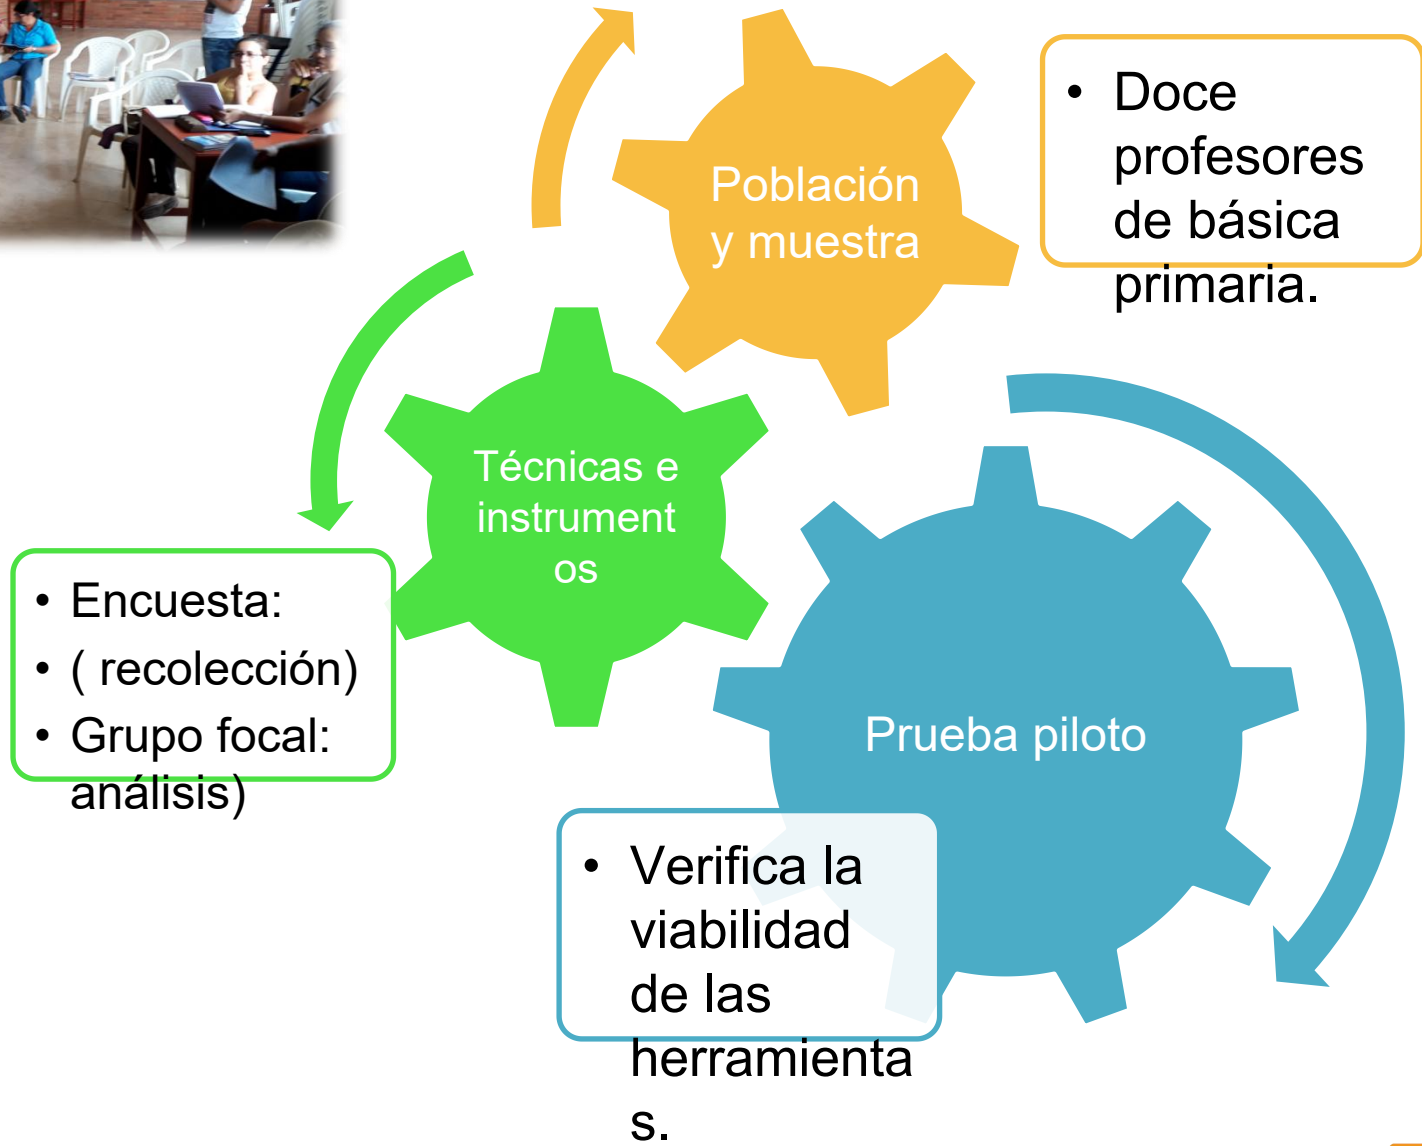 Población
y muestra
• Doce
profesores
de básica
primaria.
Técnicas e
instrument
os
• Encuesta:
• ( recolección)
• Grupo focal:
análisis)
Prueba piloto
• Verifica la
viabilidad
de las
herramienta
s.